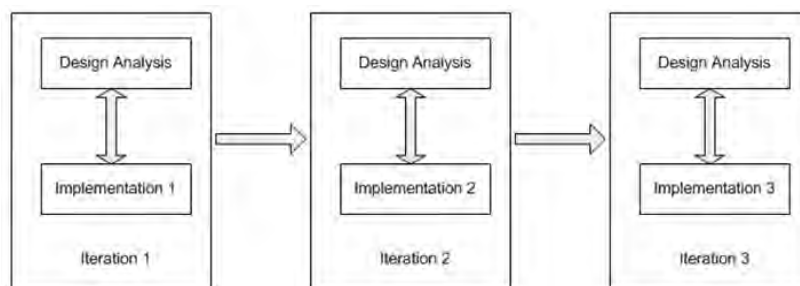 Design Analysis
Implementation 1
Iteration 1
Design Analysis
Implementation 2
Iteration 2
Design Analysis
Implementation 3
Iteration 3